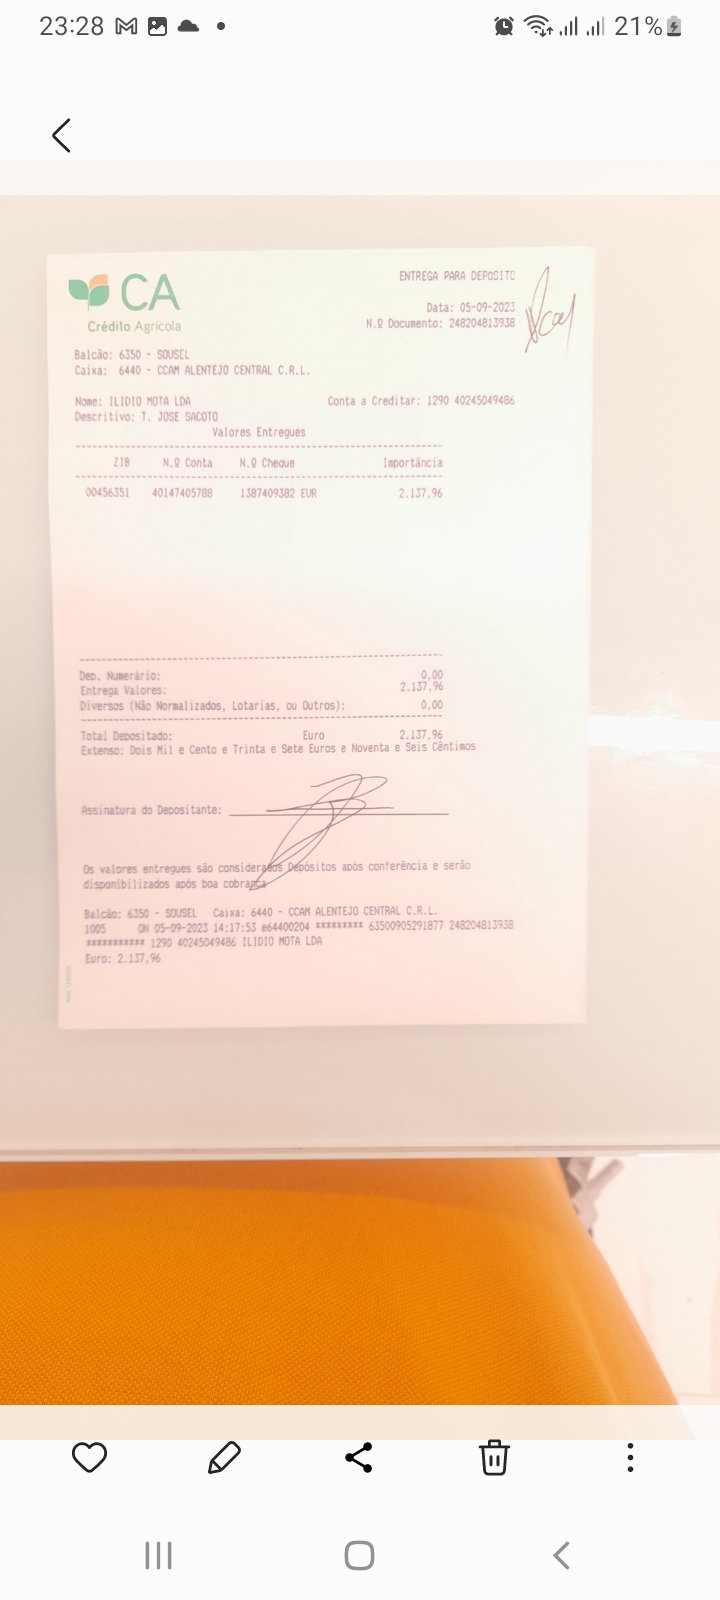 23:28
21%
CA
Crédito Agrícola
ENTREGA PARA DEPOSITO
Data: 05-09-2023
N.º Documento: 248204813938
Balcão: 6350 - SOUSEL
Caixa: 6440 - CCAM ALENTEJO CENTRAL C.R.L.
Nome: ILIDIO MOTA LDA Conta a Creditar: 1290 40245049486
Descritivo: T. JOSE SACOTO
Valores Entregues
ZIB N.º Conta N.º Cheque Importância
00456351 40147405788 1387409382 EUR 2.137,96
Dep. Numerário: 0,00
Entrega Valores: 2.137,96
Diversos (Não Normalizados, Lotarias, ou Outros): 0,00
Total Depositado: Euro 2.137,96
Extenso: Dois Mil e Cento e Trinta e Sete Euros e Noventa e Seis Cêntimos
Assinatura do Depositante:
Os valores entregues são considerados Depósitos após conferência e serão
disponibilizados após boa cobrança
Balcão: 6350 - SOUSEL Caixa: 6440 - CCAM ALENTEJO CENTRAL C.R.L.
1005 ON 05-09-2023 14:17:53 e64400204 ********* 63500905291877 248204813938
*********** 1290 40245049486 ILIDIO MOTA LDA
Euro: 2.137,96